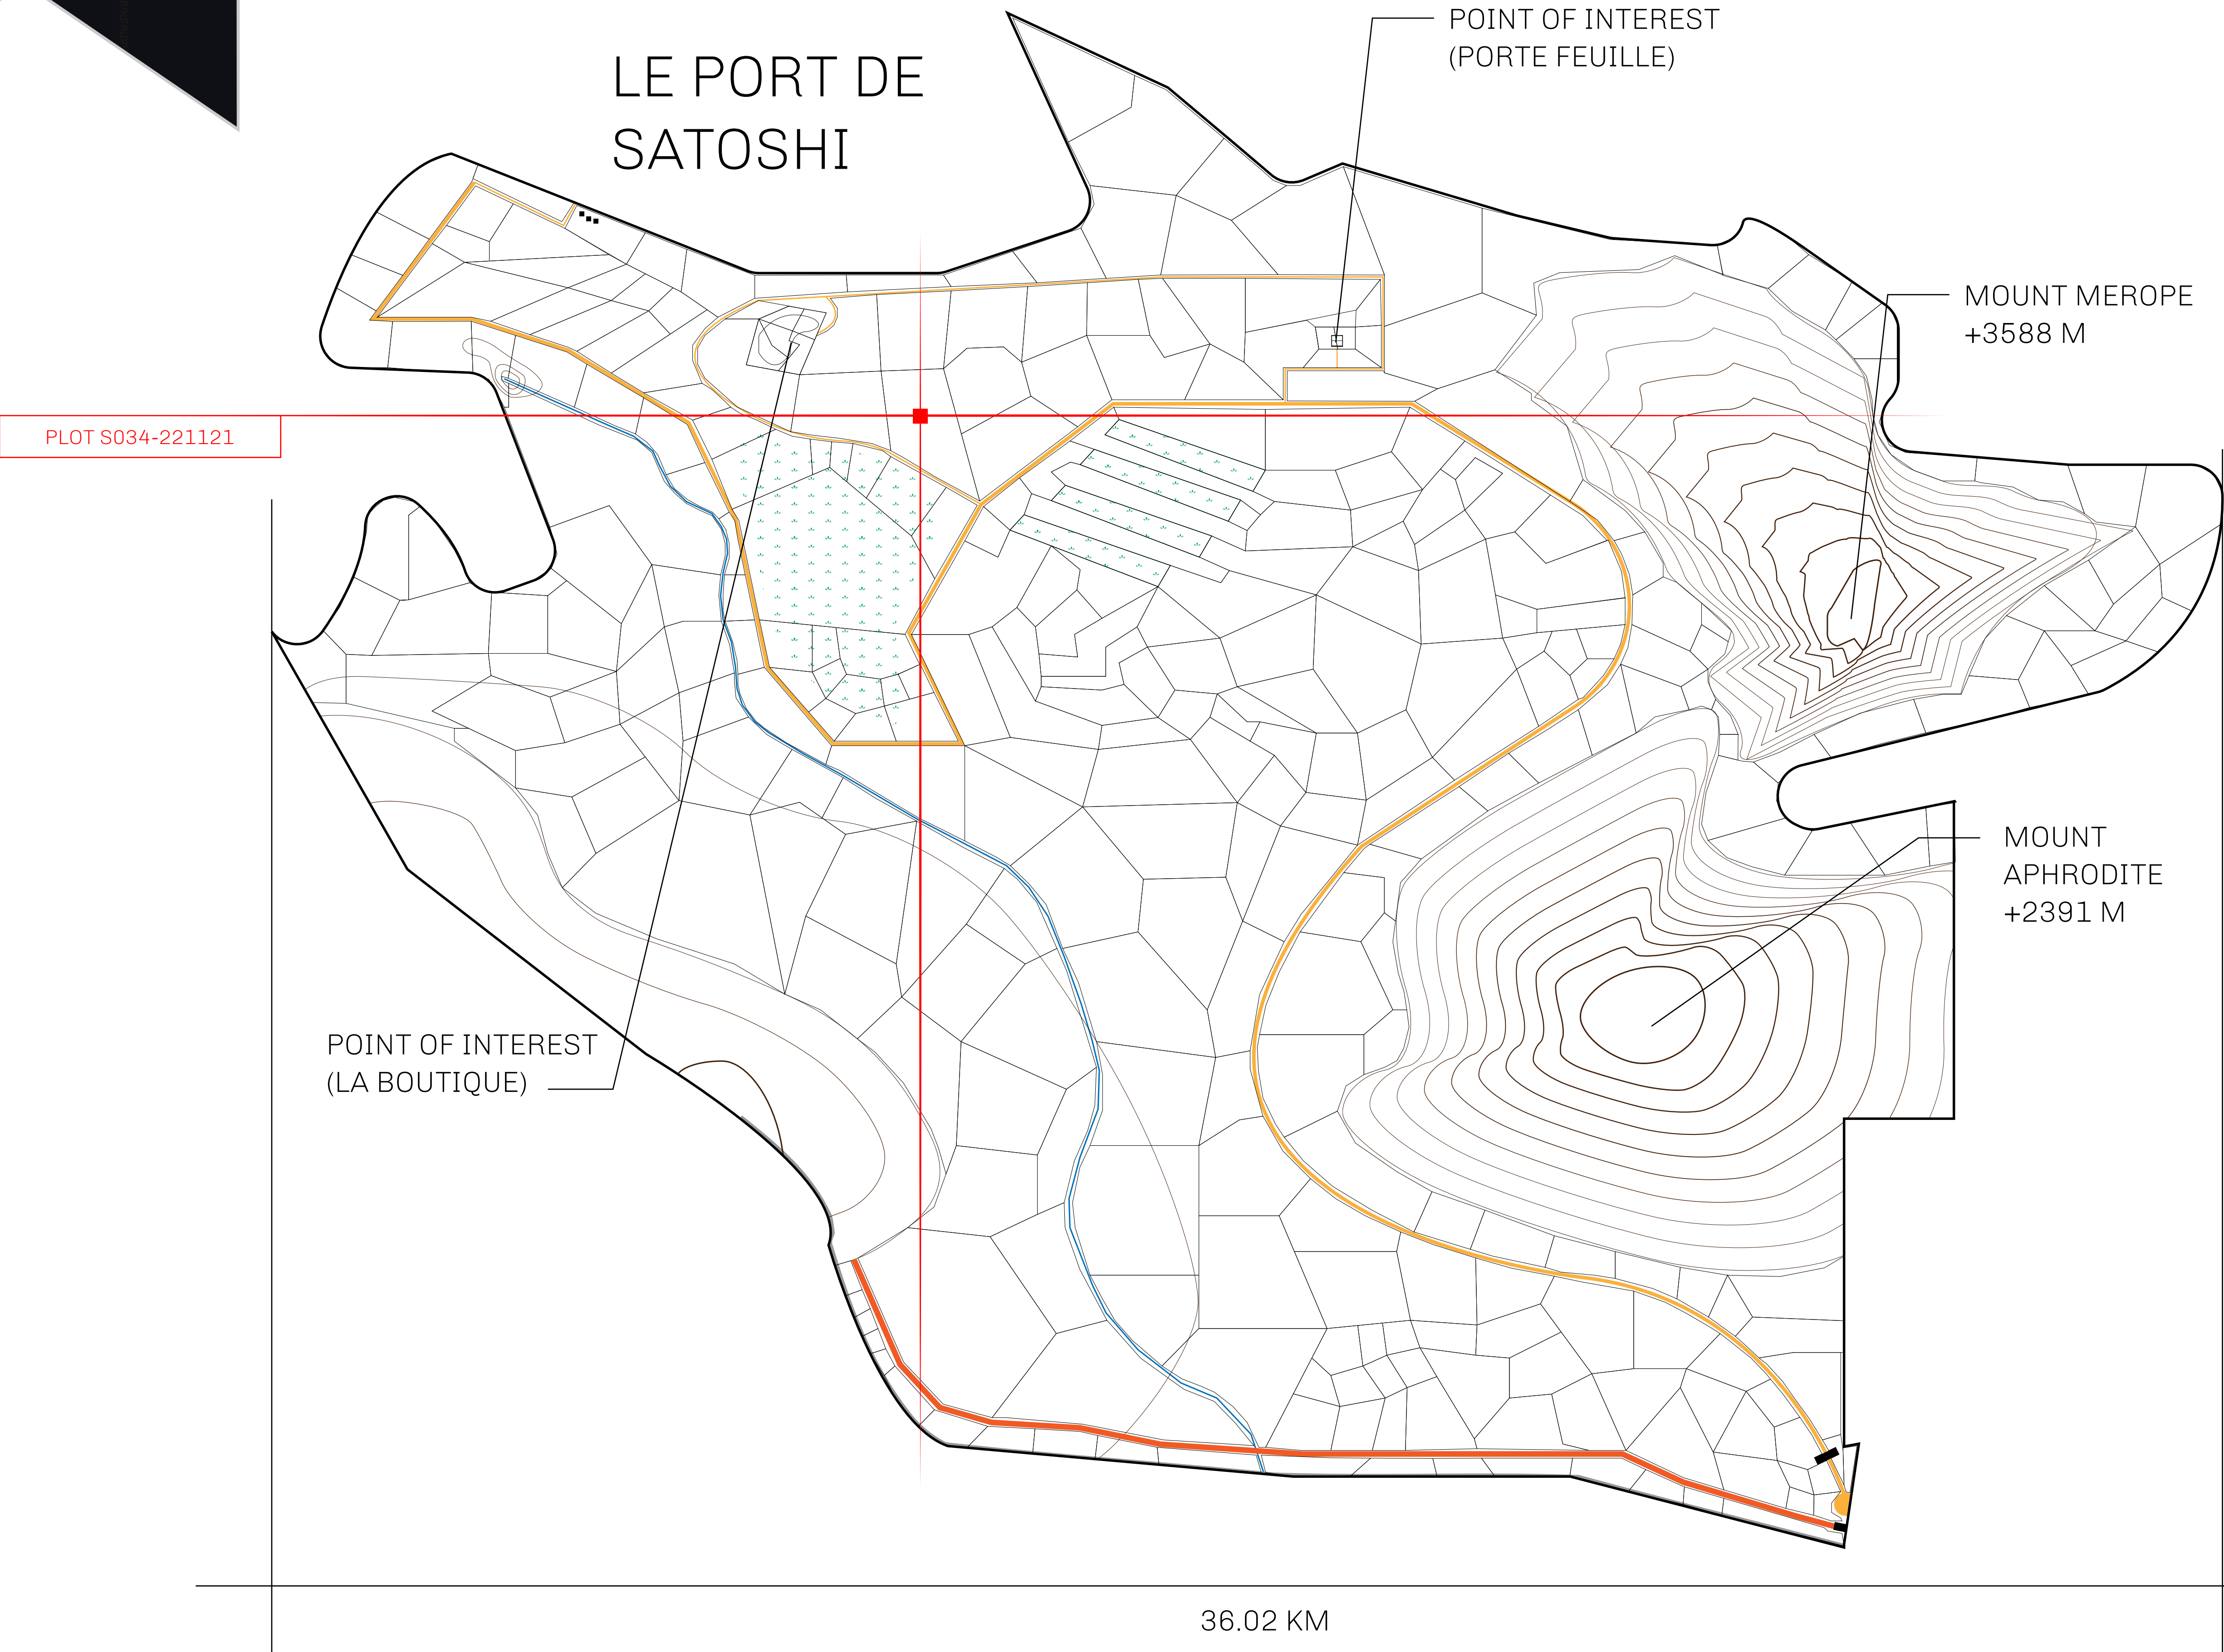 POINT OF INTEREST
(PORTE FEUILLE)
LE PORT DE
SATOSHI
MOUNT MEROPE
+3588 M
PLOT S034-221121
MOUNT
APHRODITE
+2391 M
POINT OF INTEREST
(LA BOUTIQUE)
36.02 KM